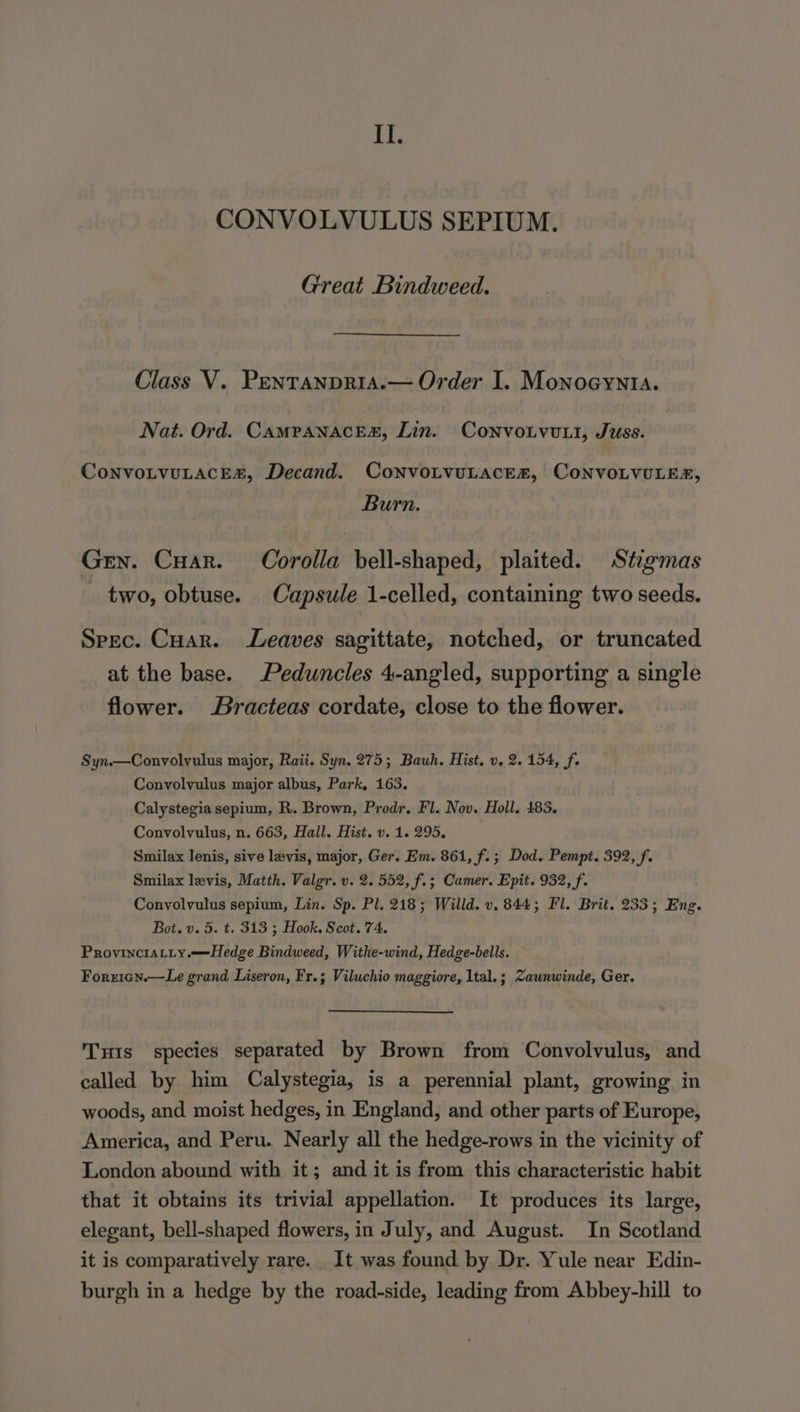 II.
CONVOLVULUS SEPIUM.
Great Bindweed.
Class V. Pentandria.—Order I. Monogynia.
Nat. Ord. Campanaceæ, Lin. Convolvuli, Juss.
Convolvulaceæ, Decand. Convolvulaceæ, Convolvuleæ,
Burn.
Gen. Char. Corolla bell-shaped, plaited. Stigmas
two, obtuse. Capsule 1-celled, containing two seeds.
Spec. Char. Leaves sagittate, notched, or truncated
at the base. Peduncles 4-angled, supporting a single
flower. Bracteas cordate, close to the flower.
Syn.—Convolvulus major, Raii. Syn. 275; Bauh. Hist. v. 2. 154, f.
Convolvulus major albus, Park, 163.
Calystegia sepium, R. Brown, Prodr. Fl. Nov. Holl. 483.
Convolvulus, n. 663, Hall. Hist. v. 1. 295.
Smilax lenis, sive lævis, major, Ger. Em. 861, f.; Dod. Pempt. 392, f.
Smilax lævis, Matth. Valgr. v. 2. 552, f.; Camer. Epit. 932, f.
Convolvulus sepium, Lin. Sp. Pl. 218; Willd. v. 844; Fl. Brit. 233; Eng.
Bot. v. 5. t. 313; Hook. Scot. 74.
Provincially.—Hedge Bindweed, Withe-wind, Hedge-bells.
Foreign.—Le grand Liseron, Fr.; Viluchio maggiore, Ital.; Zaunwinde, Ger.
This species separated by Brown from Convolvulus, and
called by him Calystegia, is a perennial plant, growing in
woods, and moist hedges, in England, and other parts of Europe,
America, and Peru. Nearly all the hedge-rows in the vicinity of
London abound with it; and it is from this characteristic habit
that it obtains its trivial appellation. It produces its large,
elegant, bell-shaped flowers, in July, and August. In Scotland
it is comparatively rare. It was found by Dr. Yule near Edin-
burgh in a hedge by the road-side, leading from Abbey-hill to